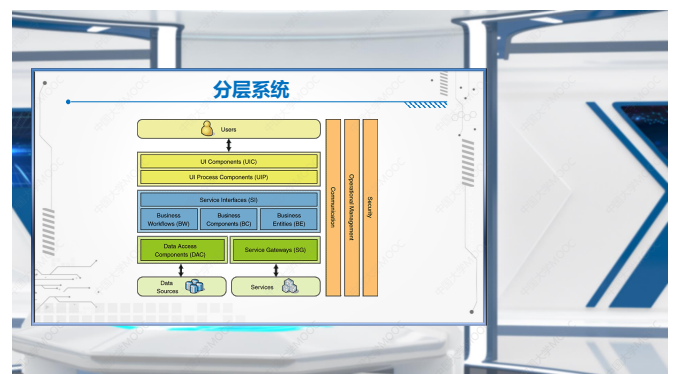 分层系统
Users
UI Components (UIC)
UI Process Components (UIP)
Service Interfaces (SI)
Business
Workflows (BW)
Business
Components (BC)
Business
Entities (BE)
Data Access
Components (DAC)
Service Gateways (SG)
Data
Sources
Services
Communication
Operational Management
Security